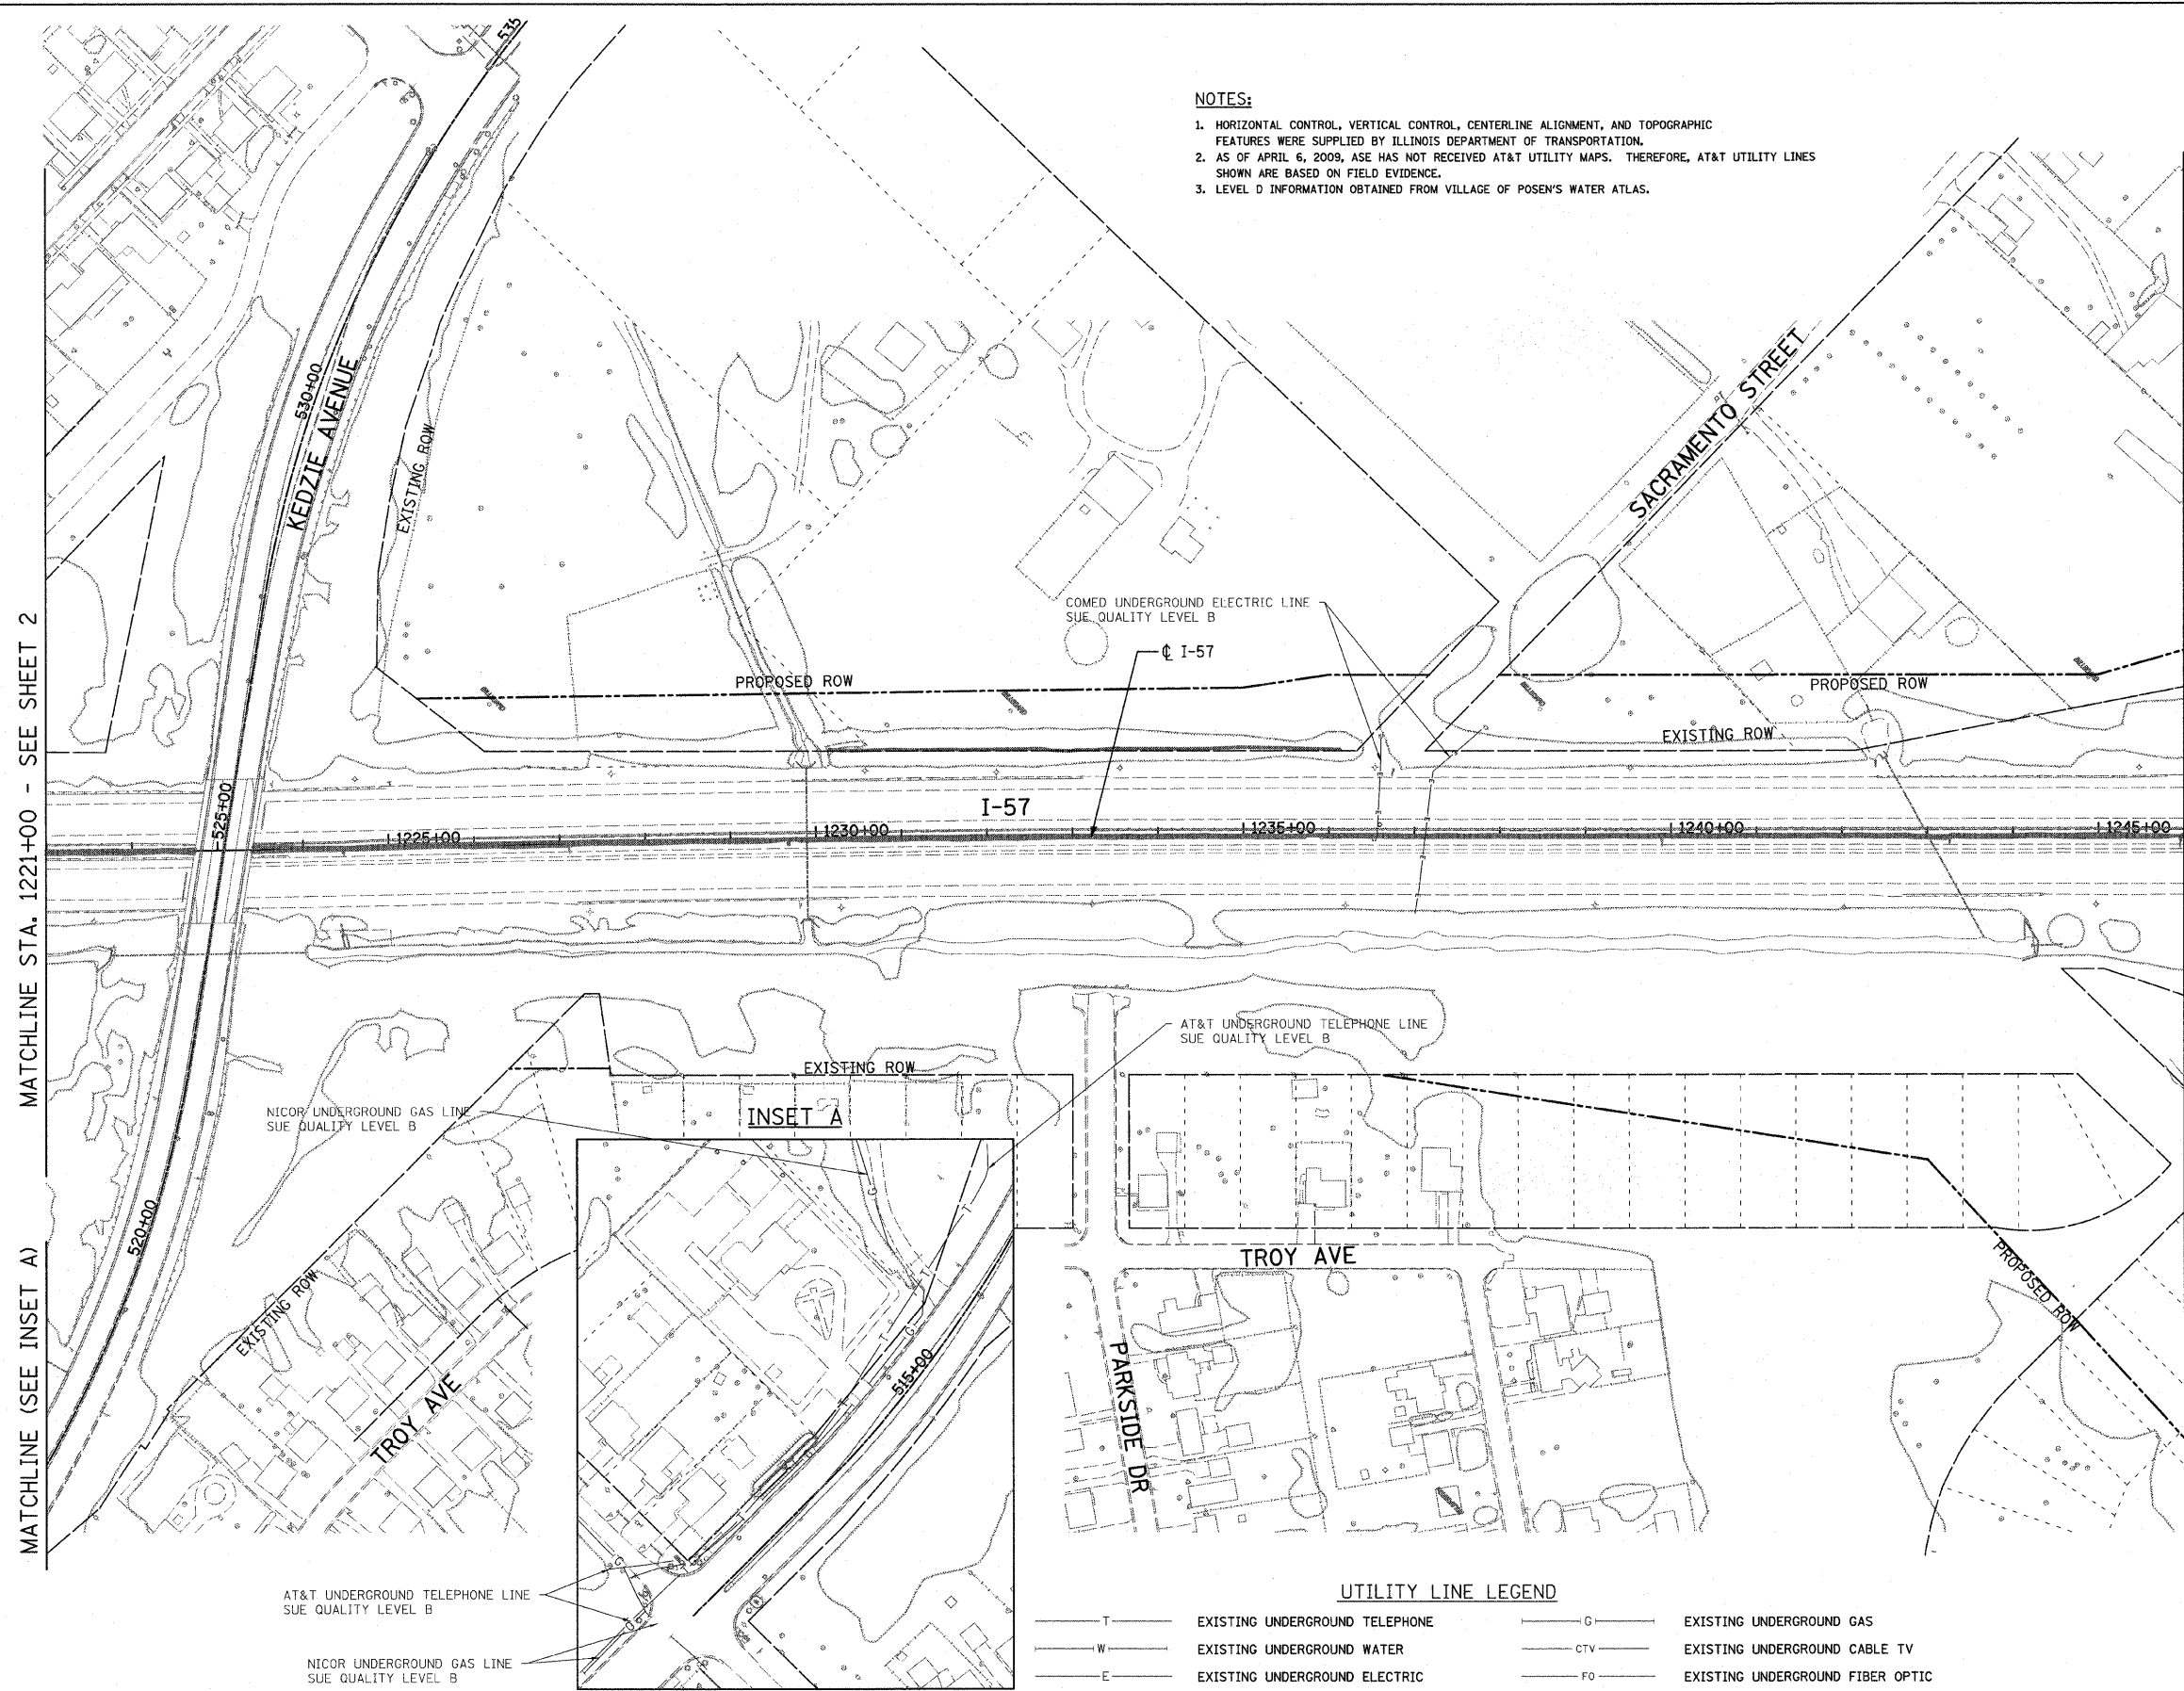 535
NOTES:
1. HORIZONTAL CONTROL, VERTICAL CONTROL, CENTERLINE ALIGNMENT, AND TOPOGRAPHIC
FEATURES WERE SUPPLIED BY ILLINOIS DEPARTMENT OF TRANSPORTATION.
2. AS OF APRIL 6, 2009, ASE HAS NOT RECEIVED AT&T UTILITY MAPS. THEREFORE, AT&T UTILITY LINES
SHOWN ARE BASED ON FIELD EVIDENCE.
3. LEVEL D INFORMATION OBTAINED FROM VILLAGE OF POSEN'S WATER ATLAS.
530+00
KEDZIE AVENUE
EXISTING ROW
SACRAMENTO STREET
COMED UNDERGROUND ELECTRIC LINE
SUE QUALITY LEVEL B
℄ I-57
PROPOSED ROW
PROPOSED ROW
EXISTING ROW
MATCHLINE STA. 1221+00 - SEE SHEET 2
525+00
I-57
1225+00
1230+00
1235+00
1240+00
1245+00
AT&T UNDERGROUND TELEPHONE LINE
SUE QUALITY LEVEL B
EXISTING ROW
NICOR UNDERGROUND GAS LINE
SUE QUALITY LEVEL B
INSET A
MATCHLINE (SEE INSET A)
520+00
EXISTING ROW
TROY AVE
G
T
T
T
G
515+00
G
G
G
TROY AVE
PARKSIDE DR
PROPOSED ROW
AT&T UNDERGROUND TELEPHONE LINE
SUE QUALITY LEVEL B
NICOR UNDERGROUND GAS LINE
SUE QUALITY LEVEL B
UTILITY LINE LEGEND
T EXISTING UNDERGROUND TELEPHONE
G EXISTING UNDERGROUND GAS
W EXISTING UNDERGROUND WATER
CTV EXISTING UNDERGROUND CABLE TV
E EXISTING UNDERGROUND ELECTRIC
FO EXISTING UNDERGROUND FIBER OPTIC